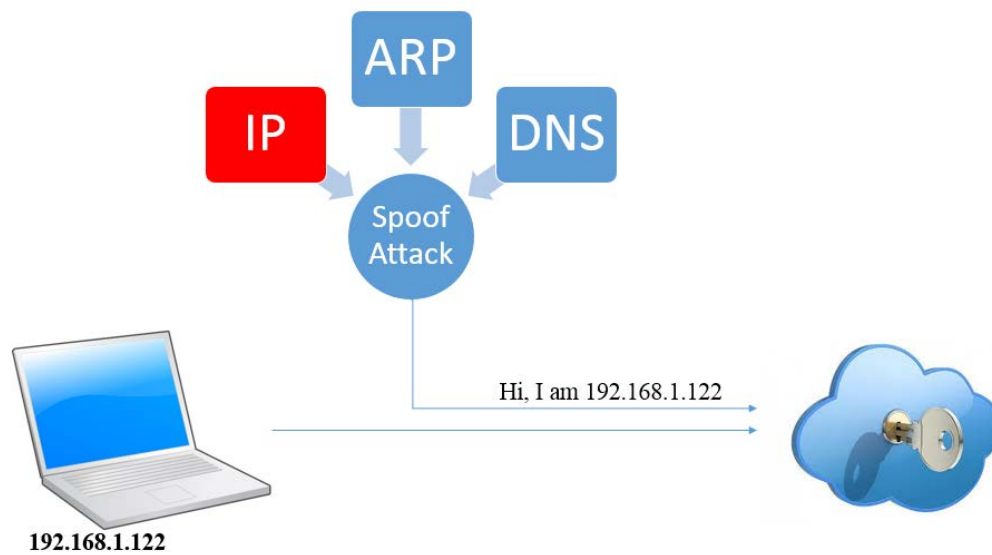 ARP
IP
DNS
Spoof
Attack
Hi, I am 192.168.1.122
192.168.1.122